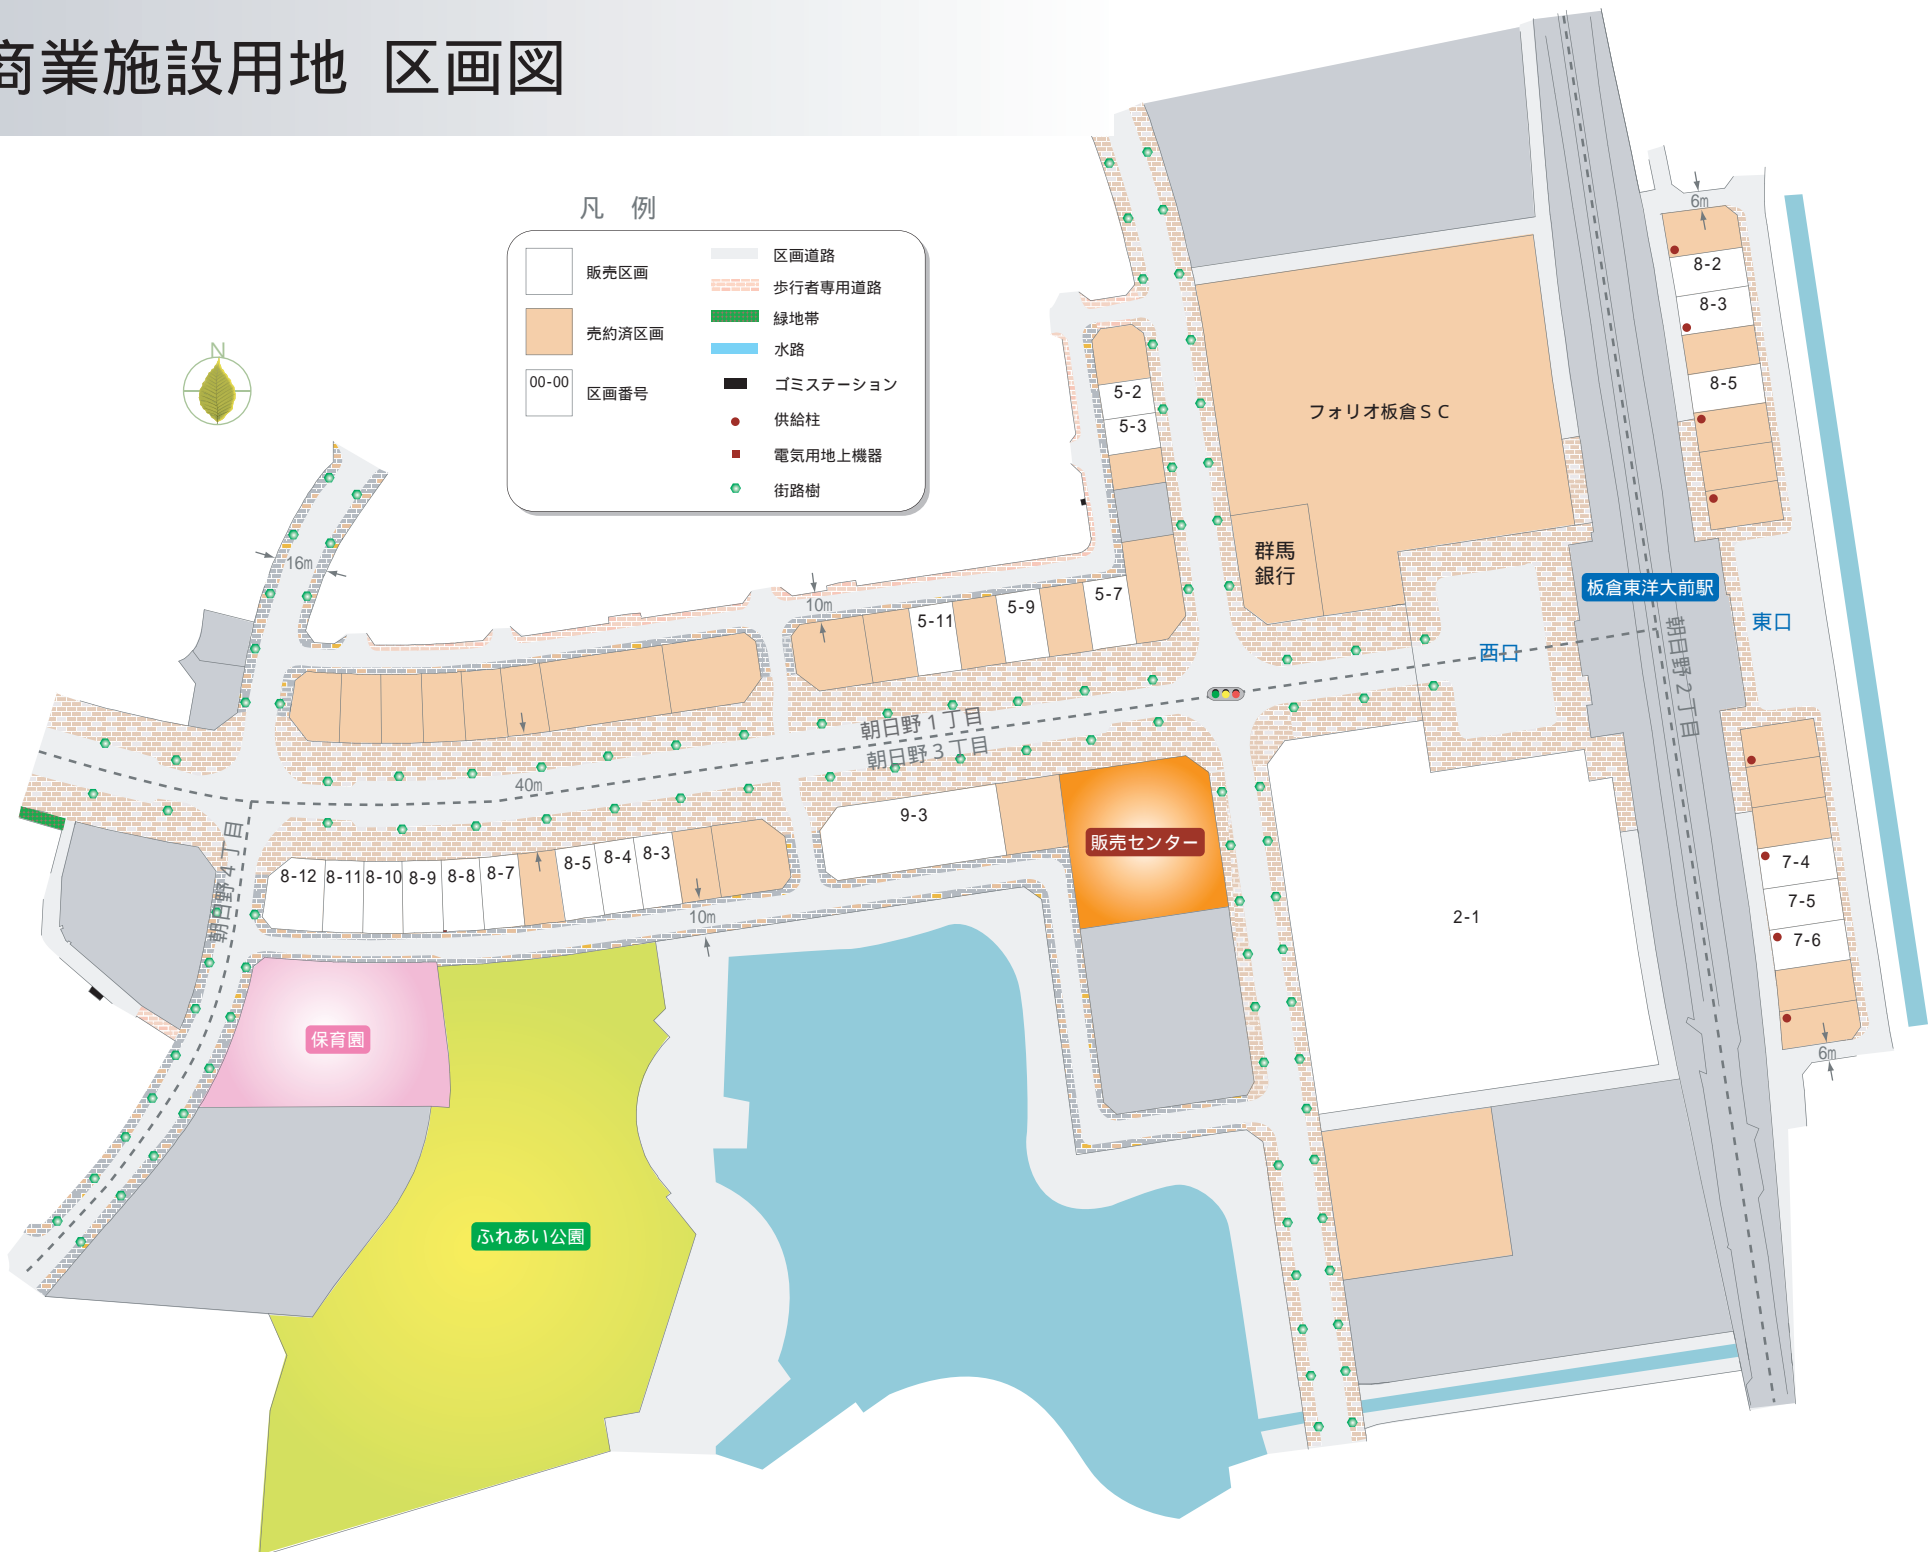 商業施設用地 区画図
凡 例
販売区画
売約済区画
00-00
区画番号
区画道路
歩行者専用道路
緑地帯
水路
ゴミステーション
供給柱
電気用地上機器
街路樹
N
16m
10m
6m
8-2
8-3
8-5
5-2
5-3
フォリオ板倉SC
群馬
銀行
5-11
5-9
5-7
板倉東洋大前駅
西口
東口
朝日野2丁目
朝日野1丁目
朝日野3丁目
40m
朝日野4丁目
9-3
販売センター
8-12
8-11
8-10
8-9
8-8
8-7
8-5
8-4
8-3
10m
2-1
7-4
7-5
7-6
6m
保育園
ふれあい公園